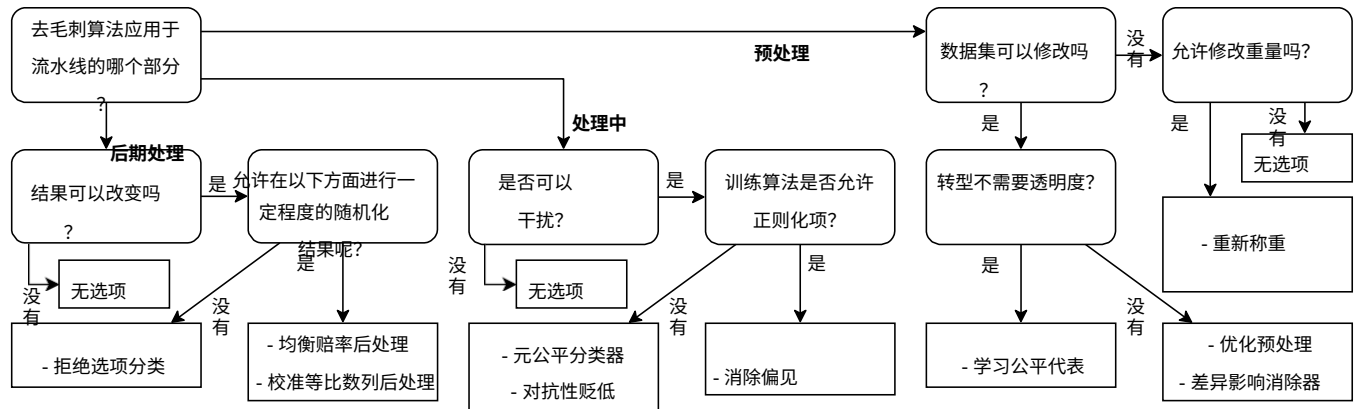 去毛刺算法应用于
流水线的哪个部分
？
预处理
数据集可以修改吗
？
没
有
允许修改重量吗？
处理中
后期处理
是
是
没
有
无选项
结果可以改变吗
？
是
允许在以下方面进行一
定程度的随机化
结果呢？
是否可以
干扰？
是
训练算法是否允许
正则化项？
转型不需要透明度？
- 重新称重
没
有
无选项
是
没
有
没
有
无选项
是
没
有
是
没
有
- 拒绝选项分类
- 均衡赔率后处理
- 校准等比数列后处理
- 元公平分类器
- 对抗性贬低
- 消除偏见
- 学习公平代表
- 优化预处理
- 差异影响消除器